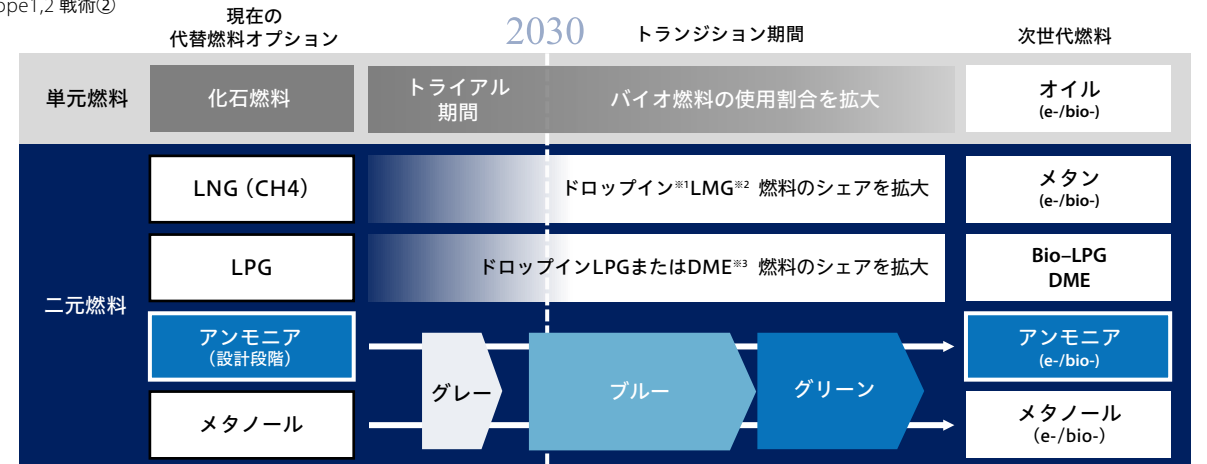 ope1,2 戦術②
現在の
代替燃料オプション
2030
トランジション期間
次世代燃料
単元燃料
化石燃料
トライアル
期間
バイオ燃料の使用割合を拡大
オイル
(e-/bio-)
二元燃料
LNG（CH4）
ドロップイン※1LMG※2 燃料のシェアを拡大
メタン
(e-/bio-)
LPG
ドロップインLPGまたはDME※3 燃料のシェアを拡大
Bio–LPG
DME
アンモニア
（設計段階）
グレー
ブルー
グリーン
アンモニア
(e-/bio-)
メタノール
メタノール
（e-/bio-）